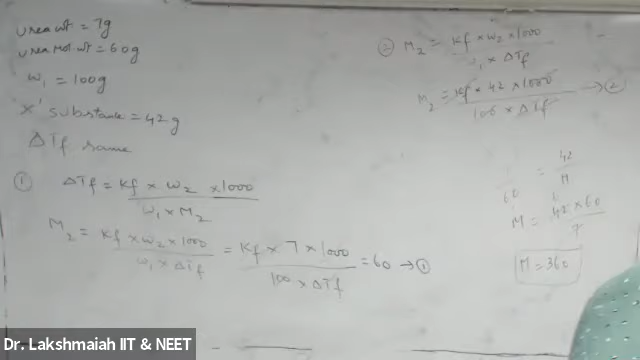 urea wt = 7g
urea mol. wt = 60g
W₁ = 100g
'X' substance = 42 g
ΔTf same
① ΔTf = Kf × W₂ × 1000 / W₁ × M₂
M₂ = Kf × W₂ × 1000 / W₁ × ΔTf = Kf × 7 × 1000 / 100 × ΔTf = 60 → ①
② M₂ = Kf × W₂ × 1000 / W₁ × ΔTf
M₂ = Kf × 42 × 1000 / 100 × ΔTf → ②
60 = 42 / M
M = 42 × 60 / 7
M = 360
Dr. Lakshmaiah IIT & NEET